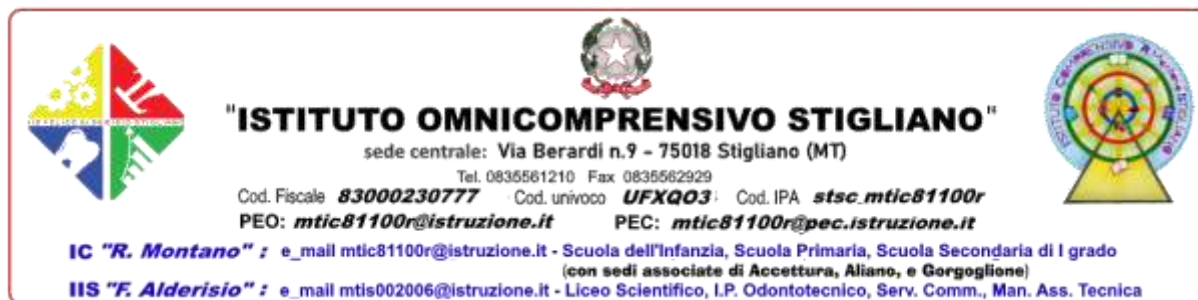 "ISTITUTO OMNICOMPRENSIVO STIGLIANO"
sede centrale: Via Berardi n.9 - 75018 Stigliano (MT)
Tel. 0835561210 Fax 0835562929
Cod. Fiscale 83000230777 Cod. univoco UFXQO3 Cod. IPA stsc_mtic81100r
PEO: mtic81100r@istruzione.it PEC: mtic81100r@pec.istruzione.it
IC "R. Montano" : e_mail mtic81100r@istruzione.it - Scuola dell'Infanzia, Scuola Primaria, Scuola Secondaria di I grado
(con sedi associate di Accettura, Aliano, e Gorgoglione)
IIS "F. Alderisio" : e_mail mtis002006@istruzione.it - Liceo Scientifico, I.P. Odontotecnico, Serv. Comm., Man. Ass. Tecnica